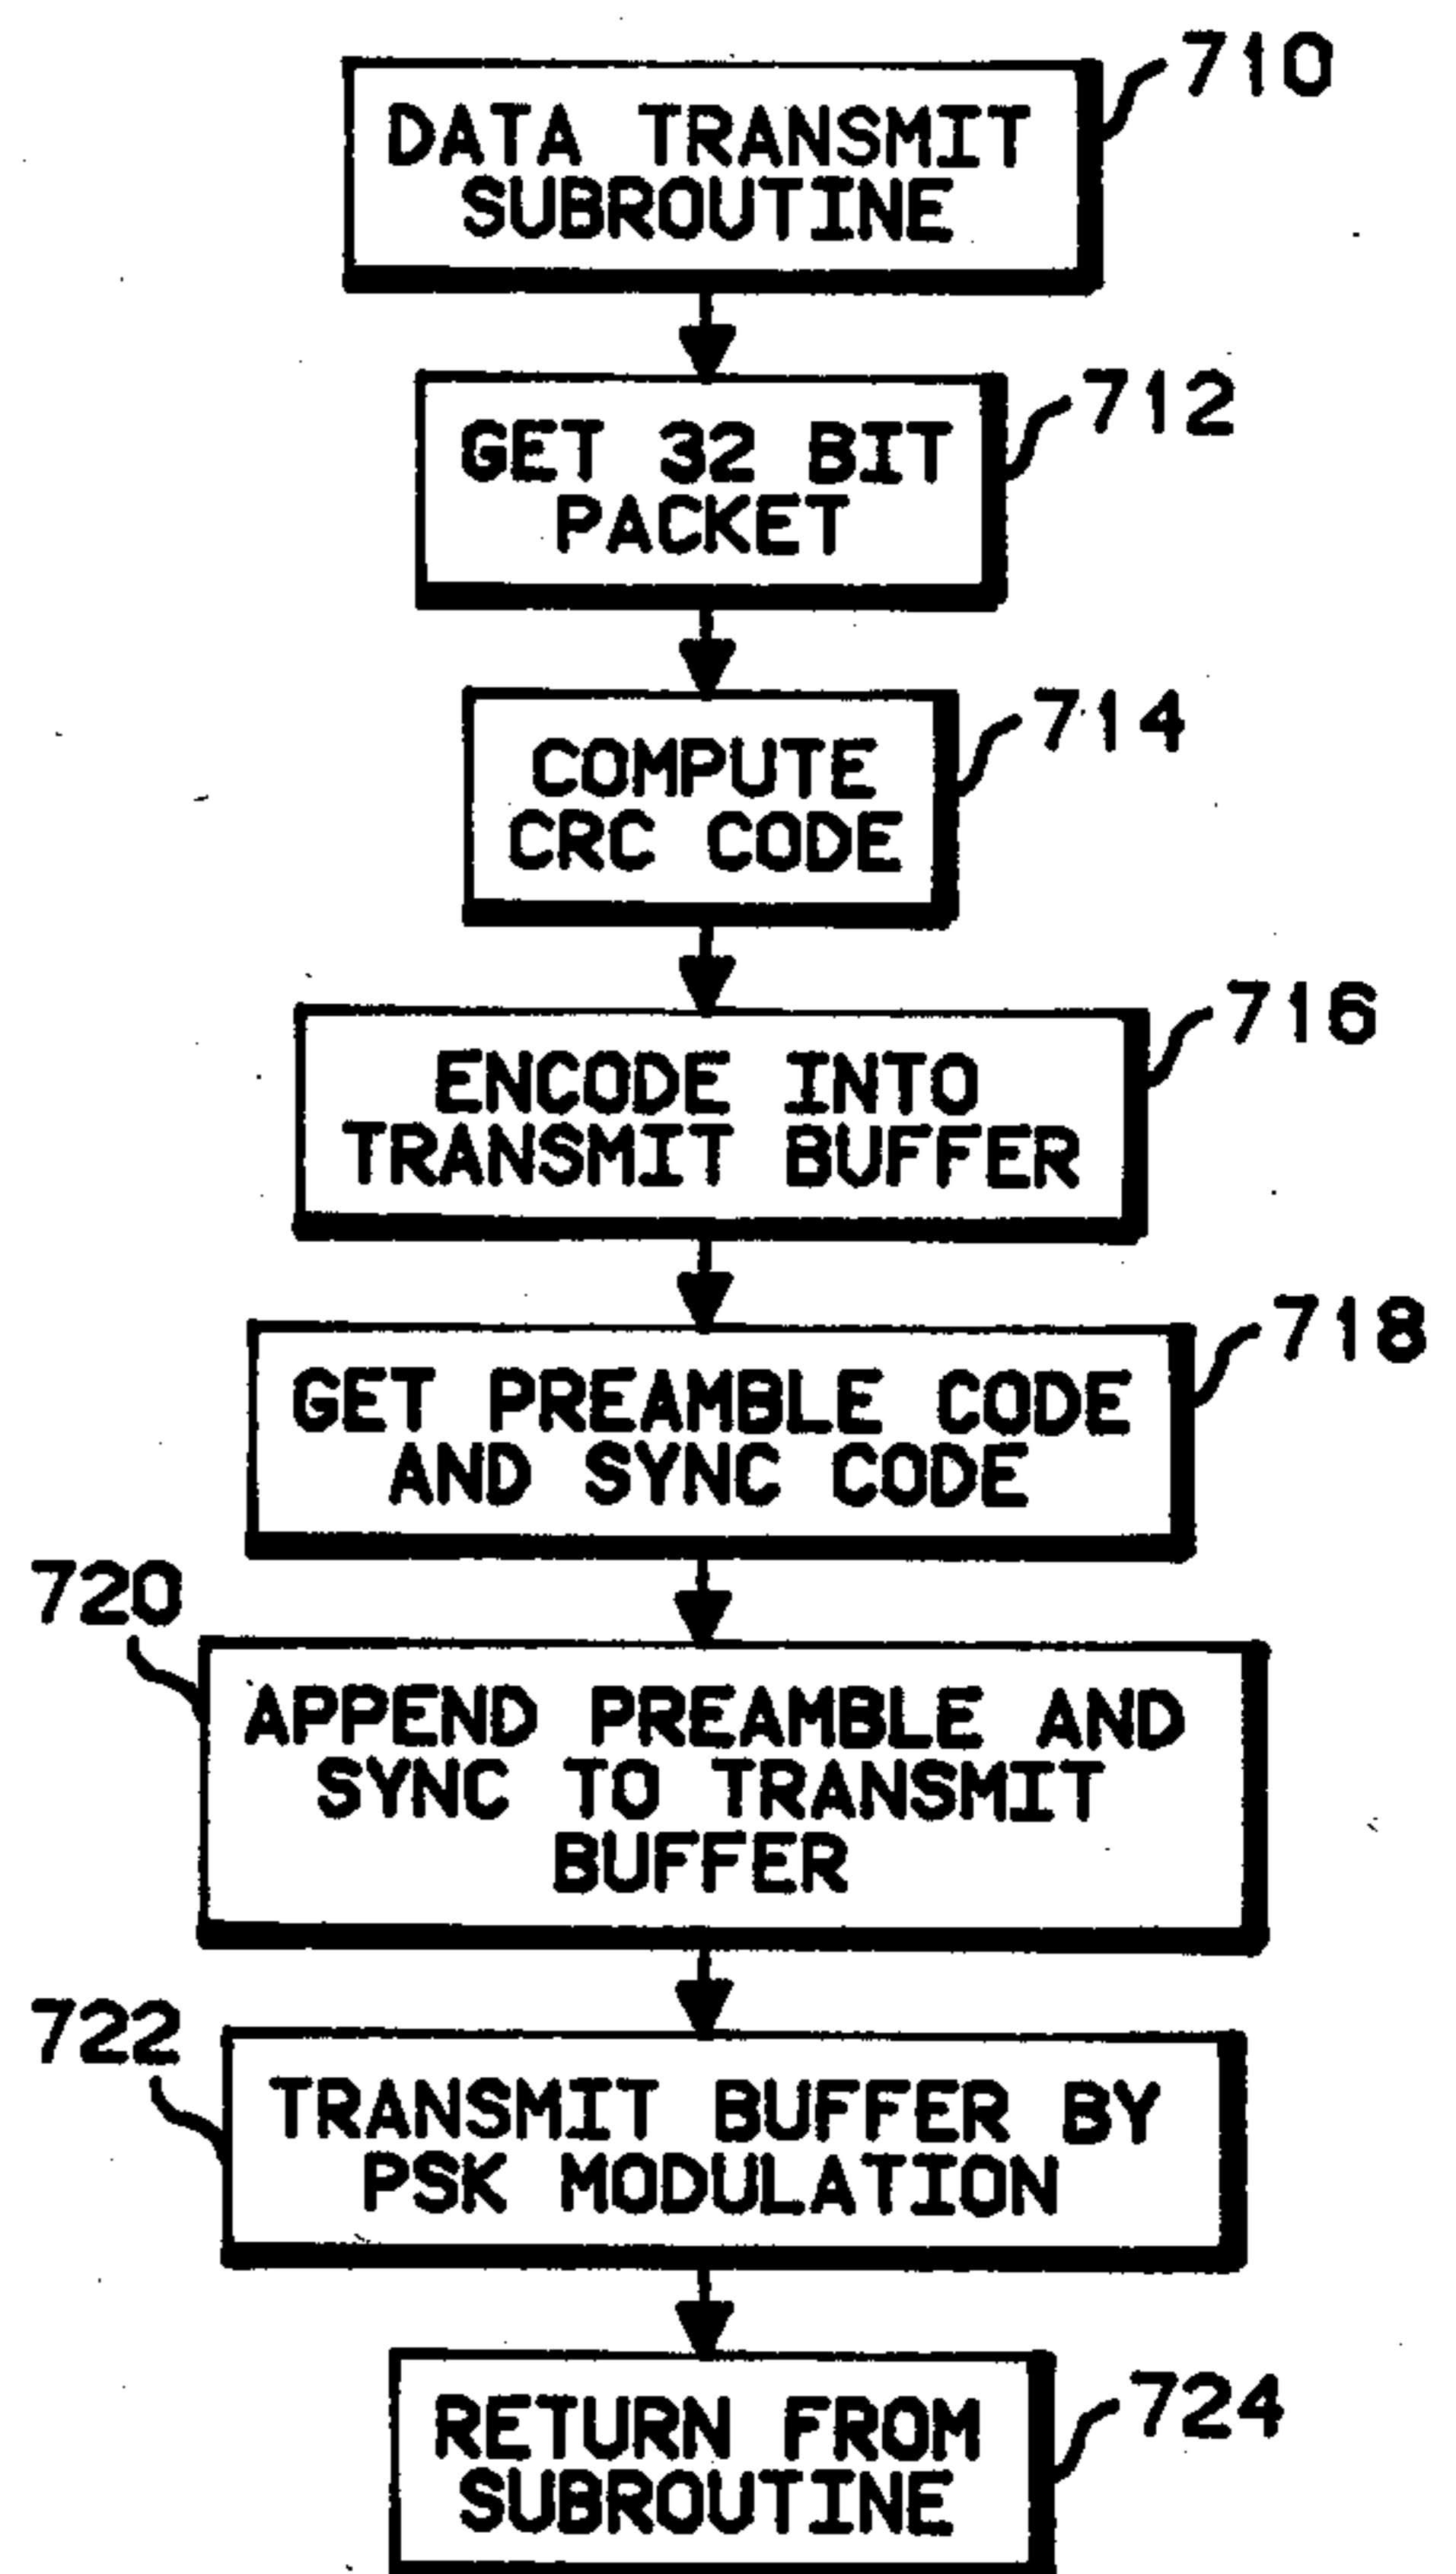 710
DATA TRANSMIT
SUBROUTINE
712
GET 32 BIT
PACKET
714
COMPUTE
CRC CODE
716
ENCODE INTO
TRANSMIT BUFFER
718
GET PREAMBLE CODE
AND SYNC CODE
720
APPEND PREAMBLE AND
SYNC TO TRANSMIT
BUFFER
722
TRANSMIT BUFFER BY
PSK MODULATION
724
RETURN FROM
SUBROUTINE